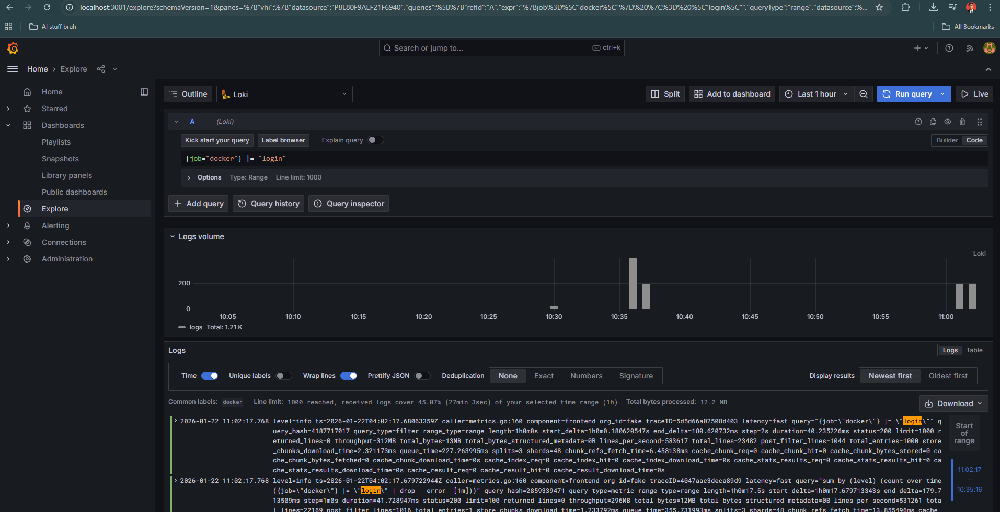 localhost:3001/explore?schemaVersion=1&panes=%7B"vhi":%7B"datasource":"P8E80F9AEF21F6940","queries":%5B%7B"refId":"A","expr":"%7Bjob%3D%5C"docker%5C"%7D%20%7C%3D%20%5C"login%5C"","queryType":"range","datasource":%...
AI stuff bruh
All Bookmarks
Search or jump to...
ctrl+k
Home › Explore
Home
Starred
Dashboards
Playlists
Snapshots
Library panels
Public dashboards
Explore
Alerting
Connections
Administration
Outline
Loki
Split
Add to dashboard
Last 1 hour
Run query
Live
A (Loki)
Kick start your query
Label browser
Explain query
Builder
Code
{job="docker"} |= "login"
Options Type: Range Line limit: 1000
+ Add query
Query history
Query inspector
Logs volume
Loki
200
0
10:05 10:10 10:15 10:20 10:25 10:30 10:35 10:40 10:45 10:50 10:55 11:00
logs Total: 1.21 K
Logs
Logs Table
Time Unique labels Wrap lines Prettify JSON Deduplication None Exact Numbers Signature Display results Newest first Oldest first
Common labels: docker Line limit: 1000 reached, received logs cover 45.07% (27min 3sec) of your selected time range (1h) Total bytes processed: 12.2 MB
Download
2026-01-22 11:02:17.768 level=info ts=2026-01-22T04:02:17.68063359Z caller=metrics.go:160 component=frontend org_id=fake traceID=5d5d66a02508d403 latency=fast query="{job=\"docker\"} |= \"login\"" q
uery_hash=4187717017 query_type=filter range_type=range length=1h0m0s start_delta=1h0m0.180620547s end_delta=180.620732ms step=2s duration=40.235226ms status=200 limit=1000 r
eturned_lines=0 throughput=312MB total_bytes=13MB total_bytes_structured_metadata=0B lines_per_second=583617 total_lines=23482 post_filter_lines=1044 total_entries=1000 store
_chunks_download_time=2.321173ms queue_time=227.263995ms splits=3 shards=48 chunk_refs_fetch_time=6.458138ms cache_chunk_req=0 cache_chunk_hit=0 cache_chunk_bytes_stored=0 ca
che_chunk_bytes_fetched=0 cache_chunk_download_time=0s cache_index_req=0 cache_index_hit=0 cache_index_download_time=0s cache_stats_results_req=0 cache_stats_results_hit=0 ca
che_stats_results_download_time=0s cache_result_req=0 cache_result_hit=0 cache_result_download_time=0s
2026-01-22 11:02:17.768 level=info ts=2026-01-22T04:02:17.679722944Z caller=metrics.go:160 component=frontend org_id=fake traceID=4047aac3deca89d9 latency=fast query="sum by (level) (count_over_time
({job=\"docker\"} |= \"login\" | drop __error__[1m]))" query_hash=2859339471 query_type=metric range_type=range length=1h0m17.5s start_delta=1h0m17.679713343s end_delta=179.7
13509ms step=1m0s duration=41.728947ms status=200 limit=100 returned_lines=0 throughput=296MB total_bytes=12MB total_bytes_structured_metadata=0B lines_per_second=531261 tota
l_lines=22169 post_filter_lines=1016 total_entries=1 store_chunks_download_time=1.233792ms queue_time=355.731993ms splits=3 shards=48 chunk_refs_fetch_time=13.855496ms cache_
Start
of
range
11:02:17
—
10:35:16